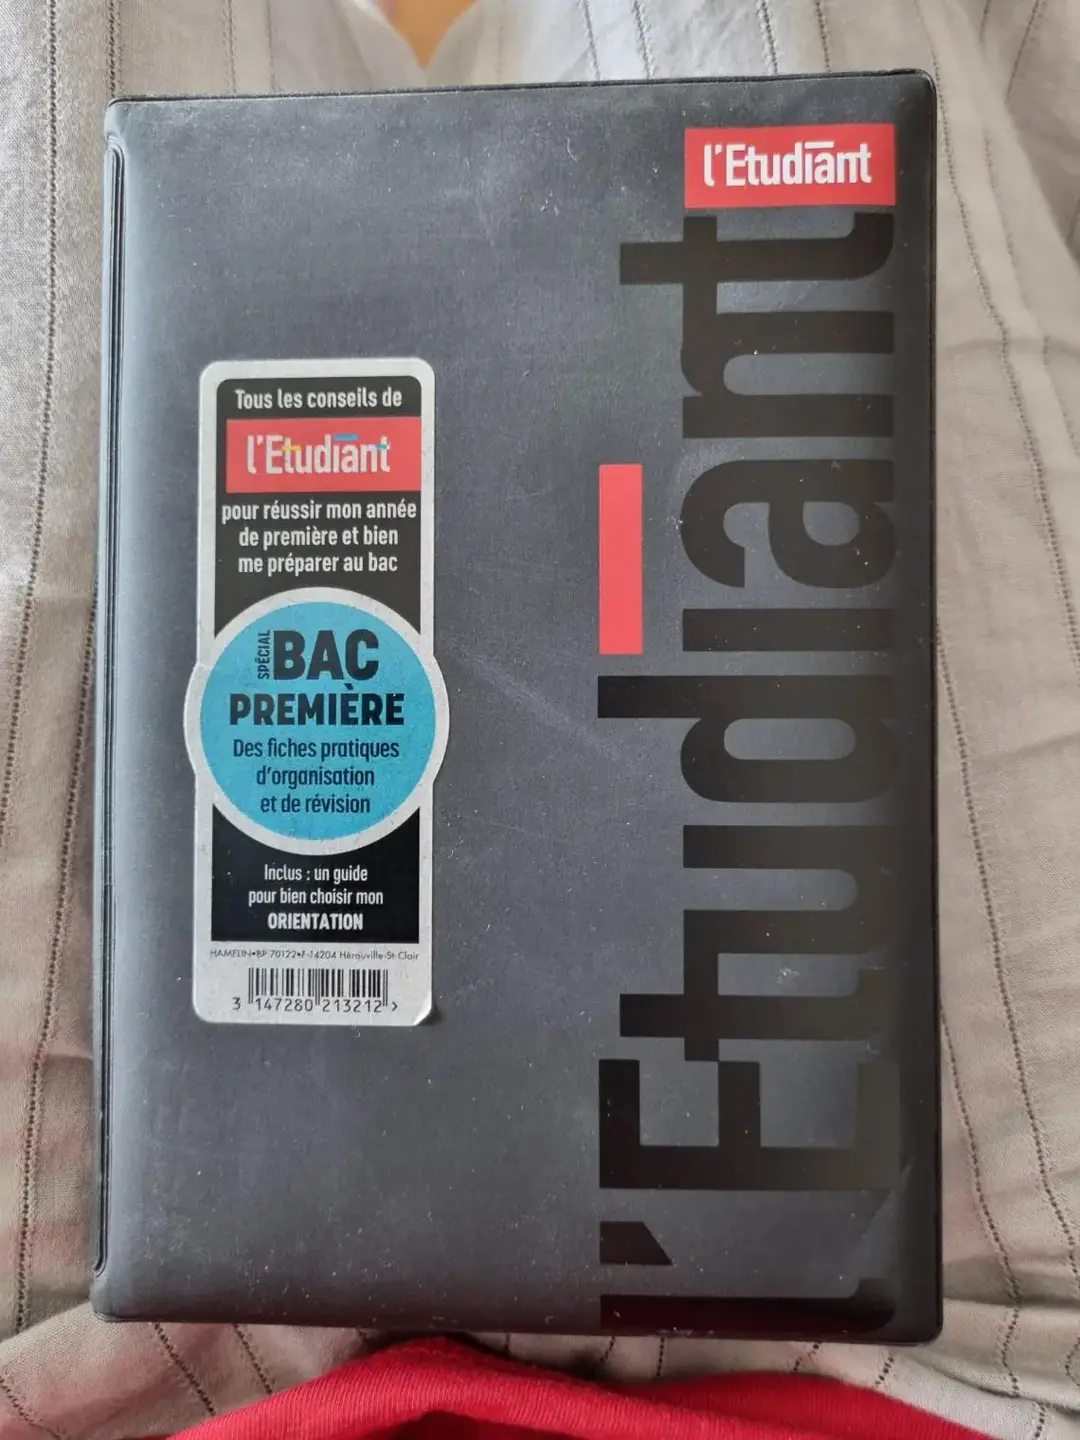 l'Etudiant
l'Etudiant
Tous les conseils de
l'Etudiant
pour réussir mon année
de première et bien
me préparer au bac
SPÉCIAL
BAC
PREMIÈRE
Des fiches pratiques
d'organisation
et de révision
Inclus : un guide
pour bien choisir mon
ORIENTATION
HAMELIN•BP 70122•F-14204 Hérouville-St Clair
3 147280 213212 >